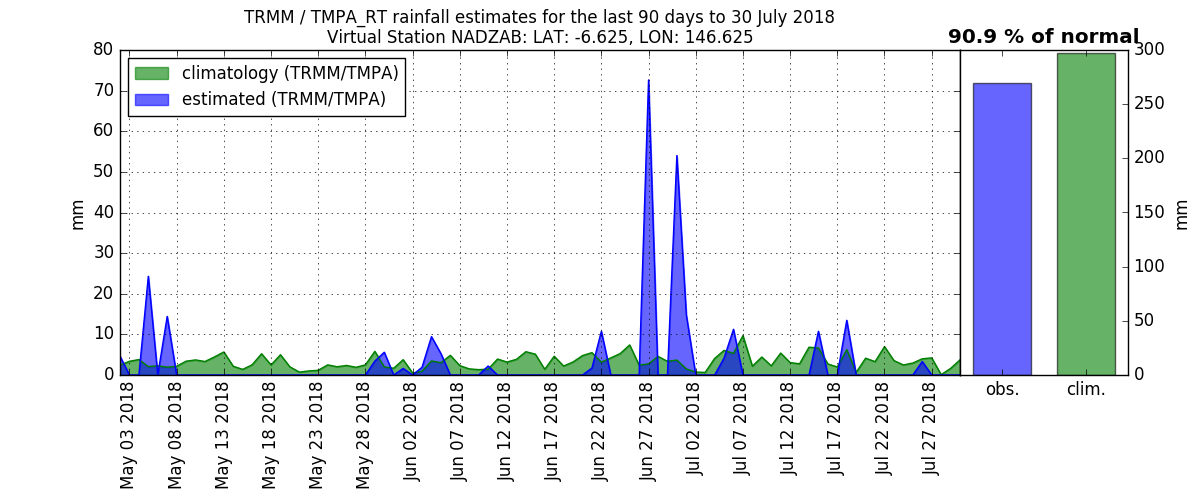 TRMM / TMPA_RT rainfall estimates for the last 90 days to 30 July 2018
Virtual Station NADZAB: LAT: -6.625, LON: 146.625
90.9 % of normal
climatology (TRMM/TMPA)
estimated (TRMM/TMPA)
mm
80
70
60
50
40
30
20
10
0
May 03 2018
May 08 2018
May 13 2018
May 18 2018
May 23 2018
May 28 2018
Jun 02 2018
Jun 07 2018
Jun 12 2018
Jun 17 2018
Jun 22 2018
Jun 27 2018
Jul 02 2018
Jul 07 2018
Jul 12 2018
Jul 17 2018
Jul 22 2018
Jul 27 2018
obs.
clim.
300
250
200
150
100
50
0
mm